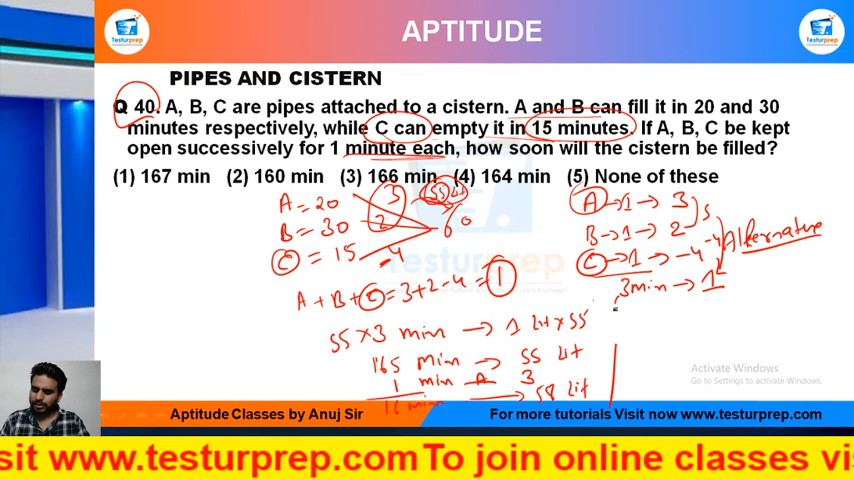 APTITUDE
Testurprep
Testurprep
PIPES AND CISTERN
Q 40. A, B, C are pipes attached to a cistern. A and B can fill it in 20 and 30
minutes respectively, while C can empty it in 15 minutes. If A, B, C be kept
open successively for 1 minute each, how soon will the cistern be filled?
(1) 167 min (2) 160 min (3) 166 min (4) 164 min (5) None of these
A = 20 3
B = 30 2 60
C = 15 -4
A + B + C = 3 + 2 - 4 = 1
55 × 3 min → 1 lit × 55
165 min → 55 lit
1 min A 3
min → 58 lit
A → 1 → 3
B → 1 → 2 5
C → 1 → -4 -4
3 min → 1
Alternative
Testurprep
Activate Windows
Go to Settings to activate Windows.
Aptitude Classes by Anuj Sir
For more tutorials Visit now www.testurprep.com
sit www.testurprep.com To join online classes vis